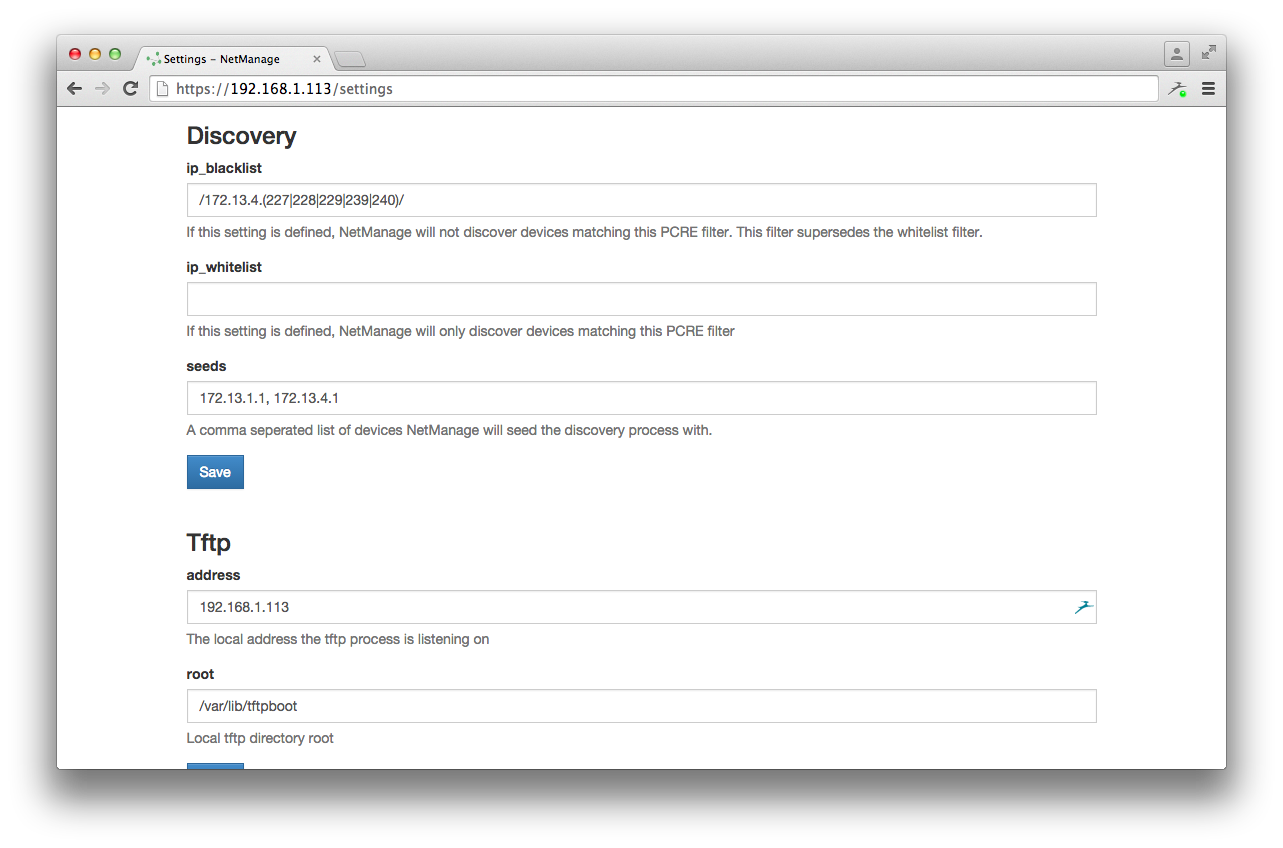 Settings – NetManage
https://192.168.1.113/settings
Discovery
ip_blacklist
/172.13.4.(227|228|229|239|240)/
If this setting is defined, NetManage will not discover devices matching this PCRE filter. This filter supersedes the whitelist filter.
ip_whitelist
If this setting is defined, NetManage will only discover devices matching this PCRE filter
seeds
172.13.1.1, 172.13.4.1
A comma seperated list of devices NetManage will seed the discovery process with.
Save
Tftp
address
192.168.1.113
The local address the tftp process is listening on
root
/var/lib/tftpboot
Local tftp directory root